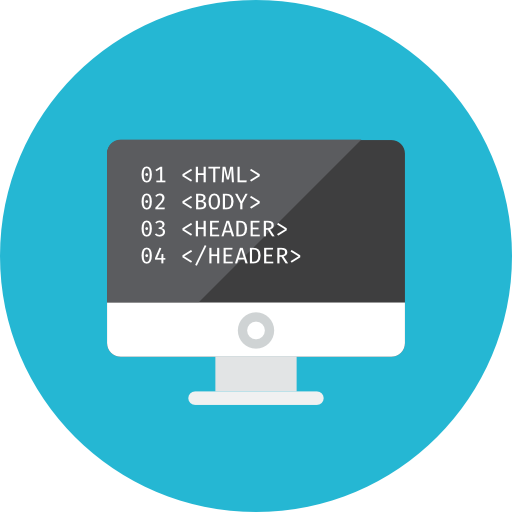 01 <HTML>
02 <BODY>
03 <HEADER>
04 </HEADER>